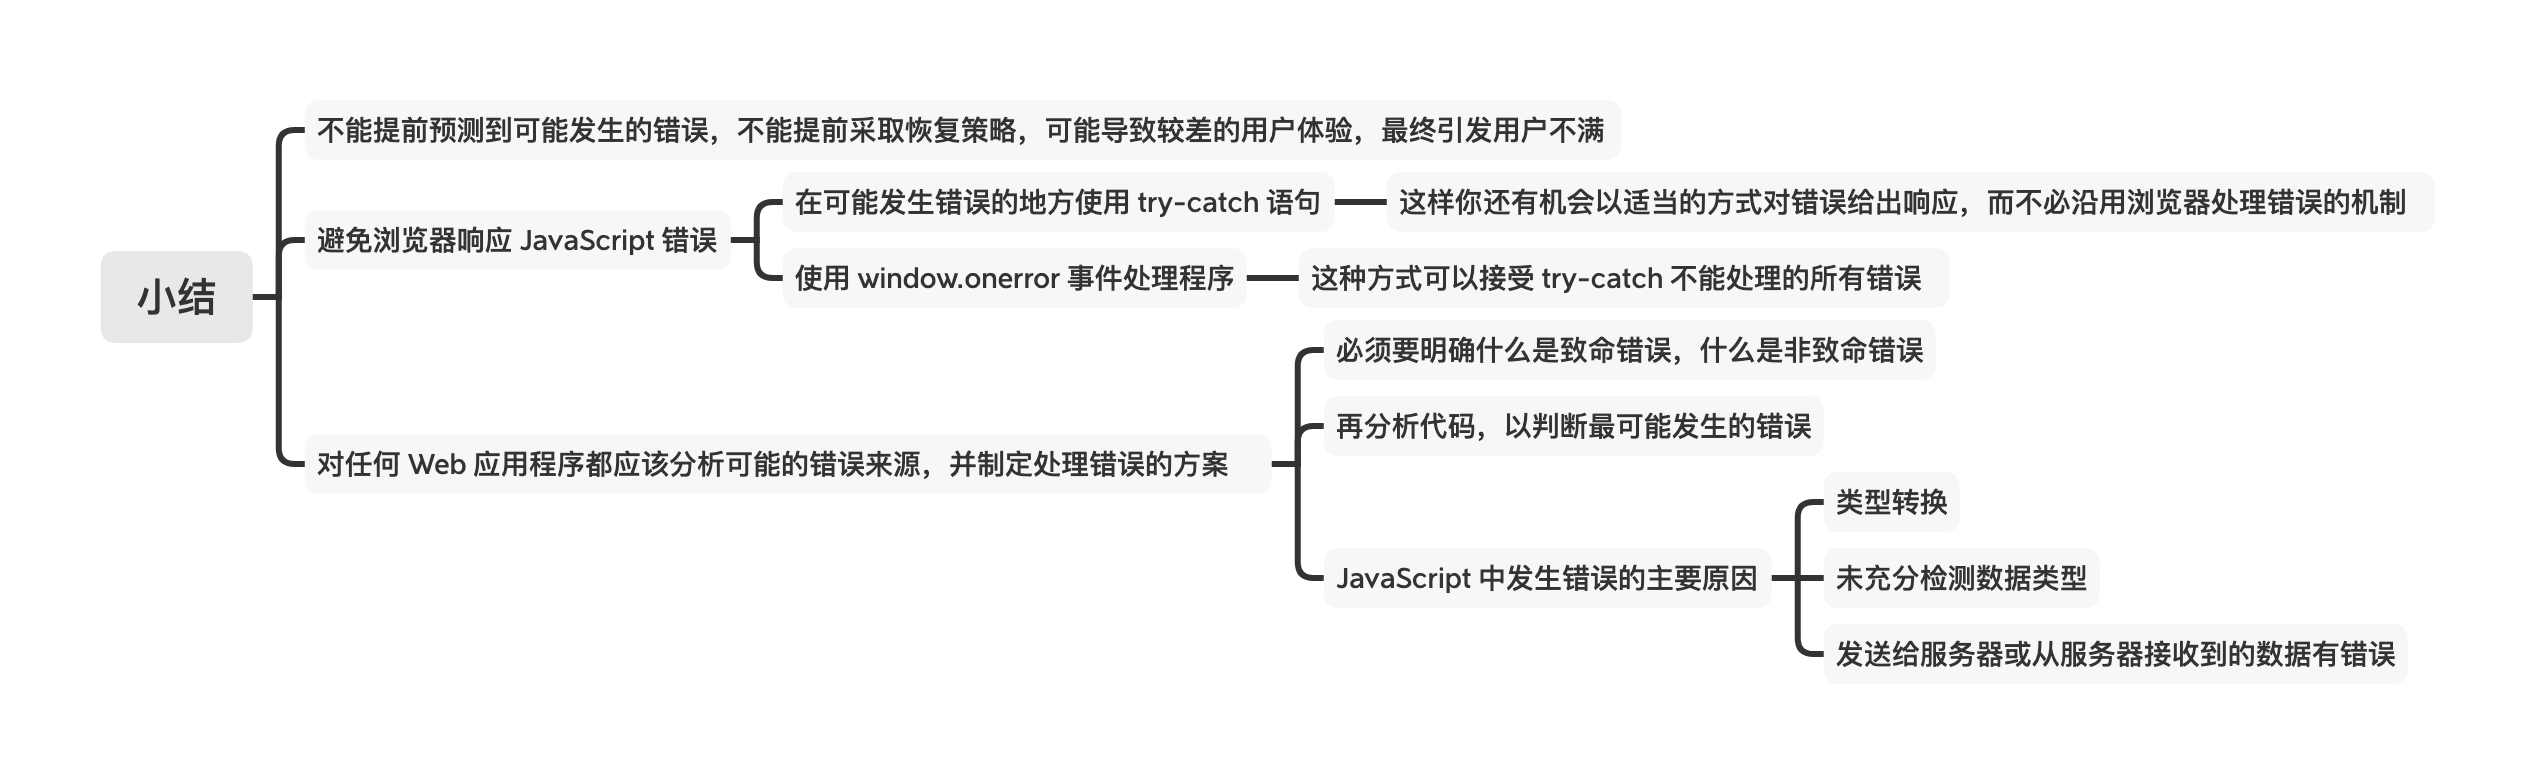 小结
不能提前预测到可能发生的错误，不能提前采取恢复策略，可能导致较差的用户体验，最终引发用户不满
避免浏览器响应 JavaScript 错误
在可能发生错误的地方使用 try-catch 语句
这样你还有机会以适当的方式对错误给出响应，而不必沿用浏览器处理错误的机制
使用 window.onerror 事件处理程序
这种方式可以接受 try-catch 不能处理的所有错误
对任何 Web 应用程序都应该分析可能的错误来源，并制定处理错误的方案
必须要明确什么是致命错误，什么是非致命错误
再分析代码，以判断最可能发生的错误
JavaScript 中发生错误的主要原因
类型转换
未充分检测数据类型
发送给服务器或从服务器接收到的数据有错误